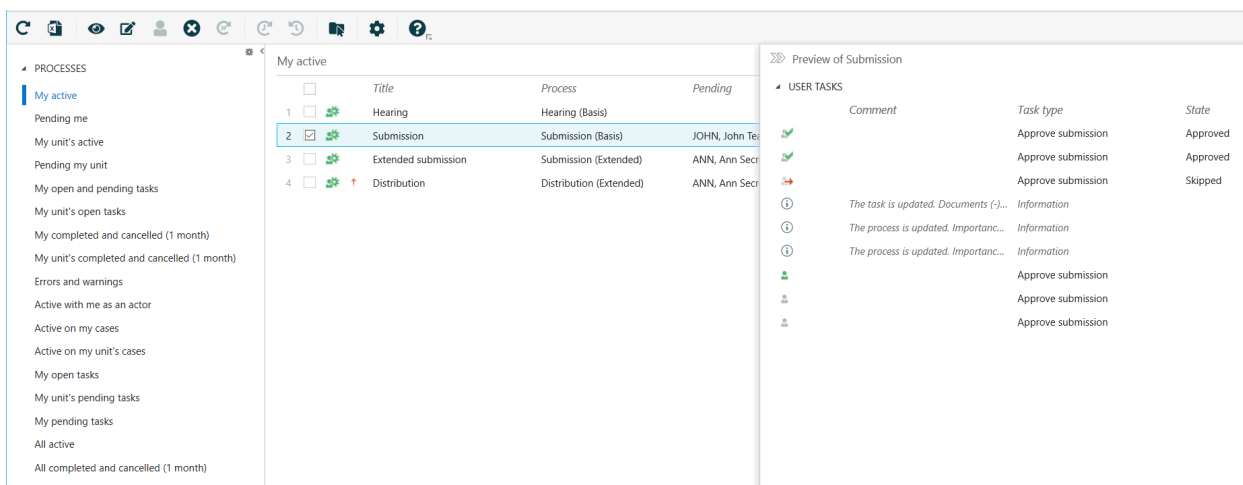 PROCESSES
My active
Pending me
My unit's active
Pending my unit
My open and pending tasks
My unit's open tasks
My completed and cancelled (1 month)
My unit's completed and cancelled (1 month)
Errors and warnings
Active with me as an actor
Active on my cases
Active on my unit's cases
My open tasks
My unit's pending tasks
My pending tasks
All active
All completed and cancelled (1 month)
My active
Title Process Pending
1 Hearing Hearing (Basis)
2 Submission Submission (Basis) JOHN, John Tea
3 Extended submission Submission (Extended) ANN, Ann Secr
4 Distribution Distribution (Extended) ANN, Ann Secr
Preview of Submission
USER TASKS
Comment Task type State
Approve submission Approved
Approve submission Approved
Approve submission Skipped
The task is updated. Documents (-)... Information
The process is updated. Importanc... Information
The process is updated. Importanc... Information
Approve submission
Approve submission
Approve submission